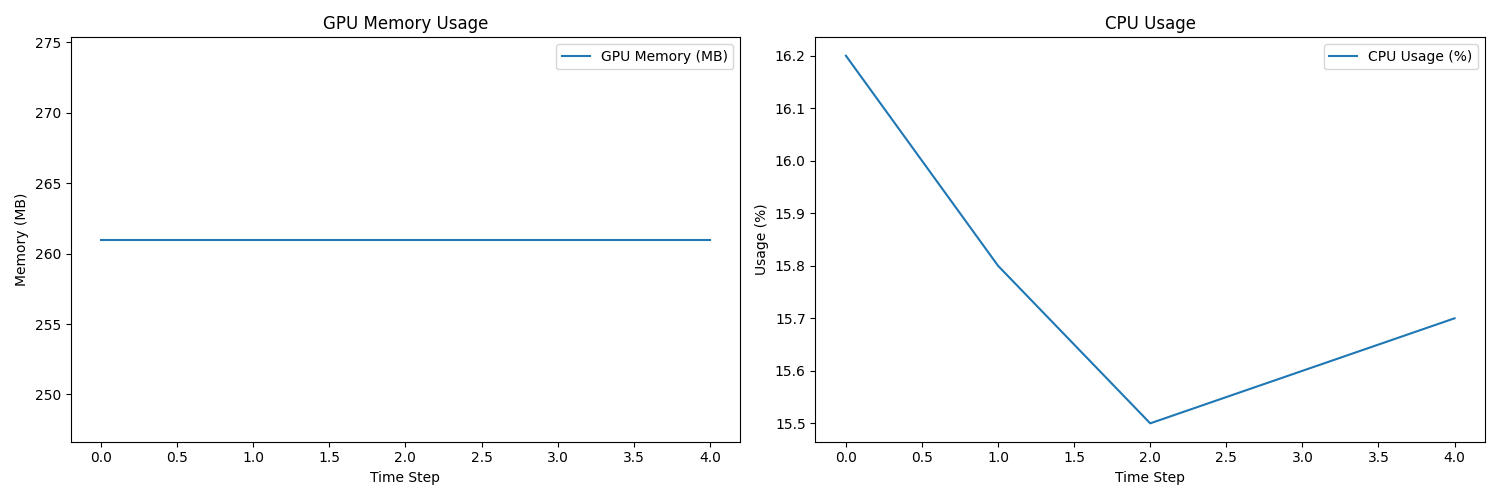 GPU Memory Usage
GPU Memory (MB)
275
270
265
260
255
250
Memory (MB)
0.0 0.5 1.0 1.5 2.0 2.5 3.0 3.5 4.0
Time Step
CPU Usage
CPU Usage (%)
16.2
16.1
16.0
15.9
15.8
15.7
15.6
15.5
Usage (%)
0.0 0.5 1.0 1.5 2.0 2.5 3.0 3.5 4.0
Time Step